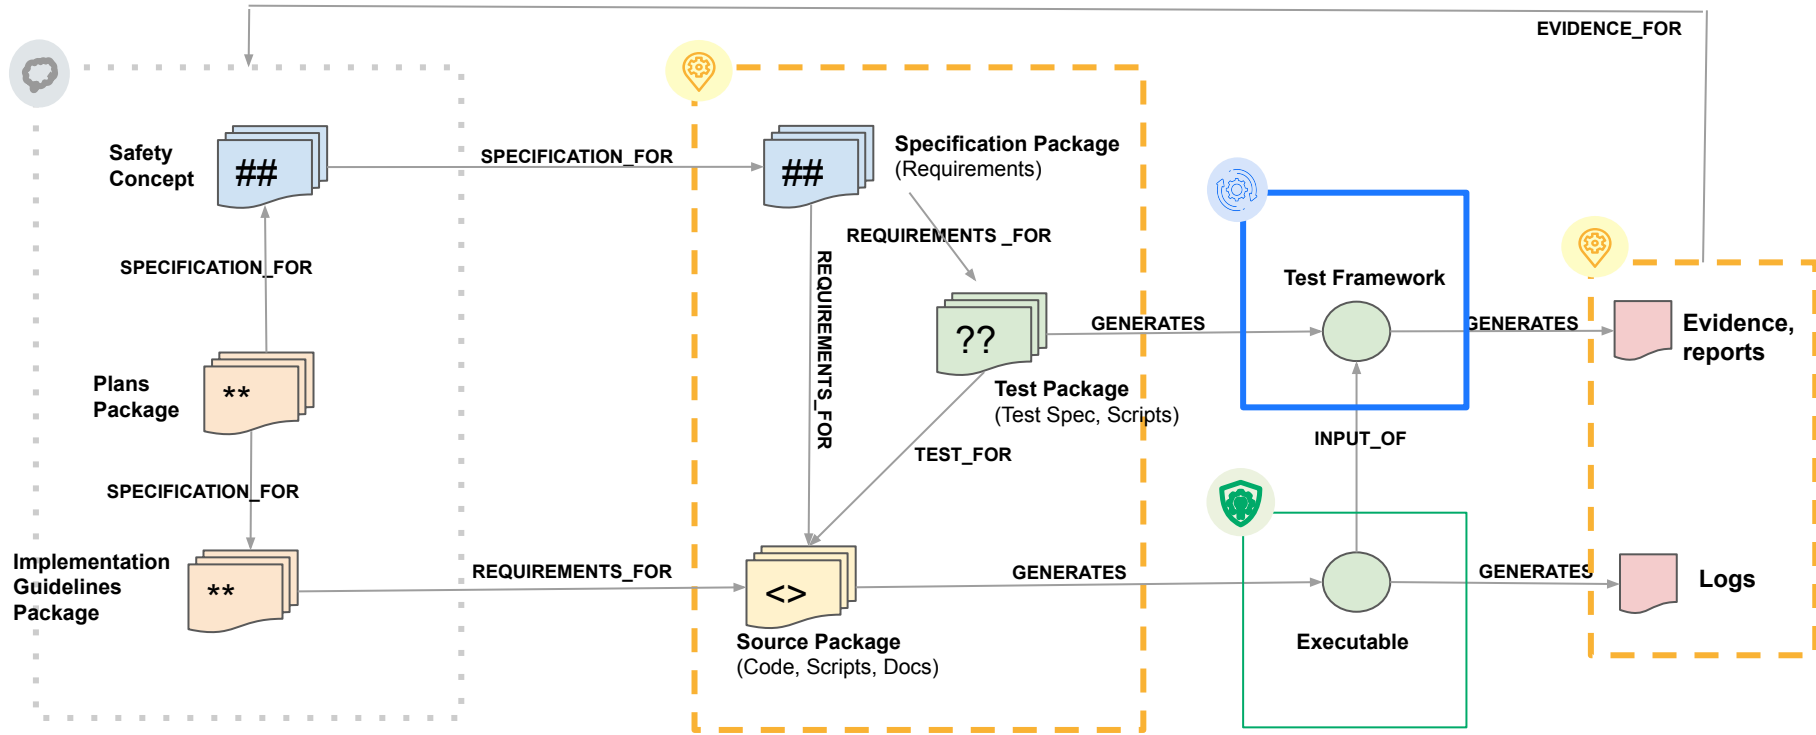 EVIDENCE_FOR
Safety
Concept
##
SPECIFICATION_FOR
##
Specification Package
(Requirements)
REQUIREMENTS _FOR
SPECIFICATION_FOR
REQUIREMENTS_FOR
Test Framework
??
GENERATES
GENERATES
Evidence,
reports
Plans
Package
**
Test Package
(Test Spec, Scripts)
INPUT_OF
TEST_FOR
SPECIFICATION_FOR
Implementation
Guidelines
Package
**
REQUIREMENTS_FOR
<>
GENERATES
GENERATES
Logs
Source Package
(Code, Scripts, Docs)
Executable